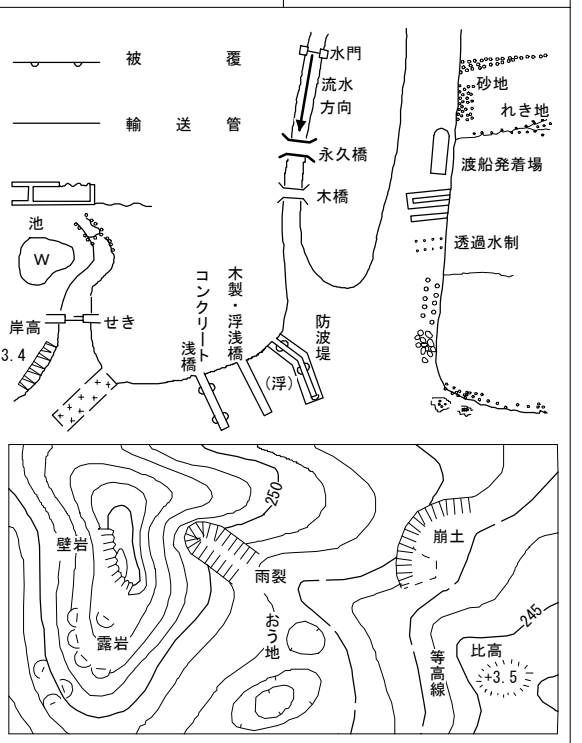 被覆
輸送管
池
W
岸高
3.4
せき
水門
流水
方向
永久橋
木橋
砂地
れき地
渡船発着場
透過水制
コンクリート
浅橋
木製・浮浅橋
(浮)
防波堤
壁岩
露岩
250
雨裂
おう地
崩土
等高線
245
比高
+3.5